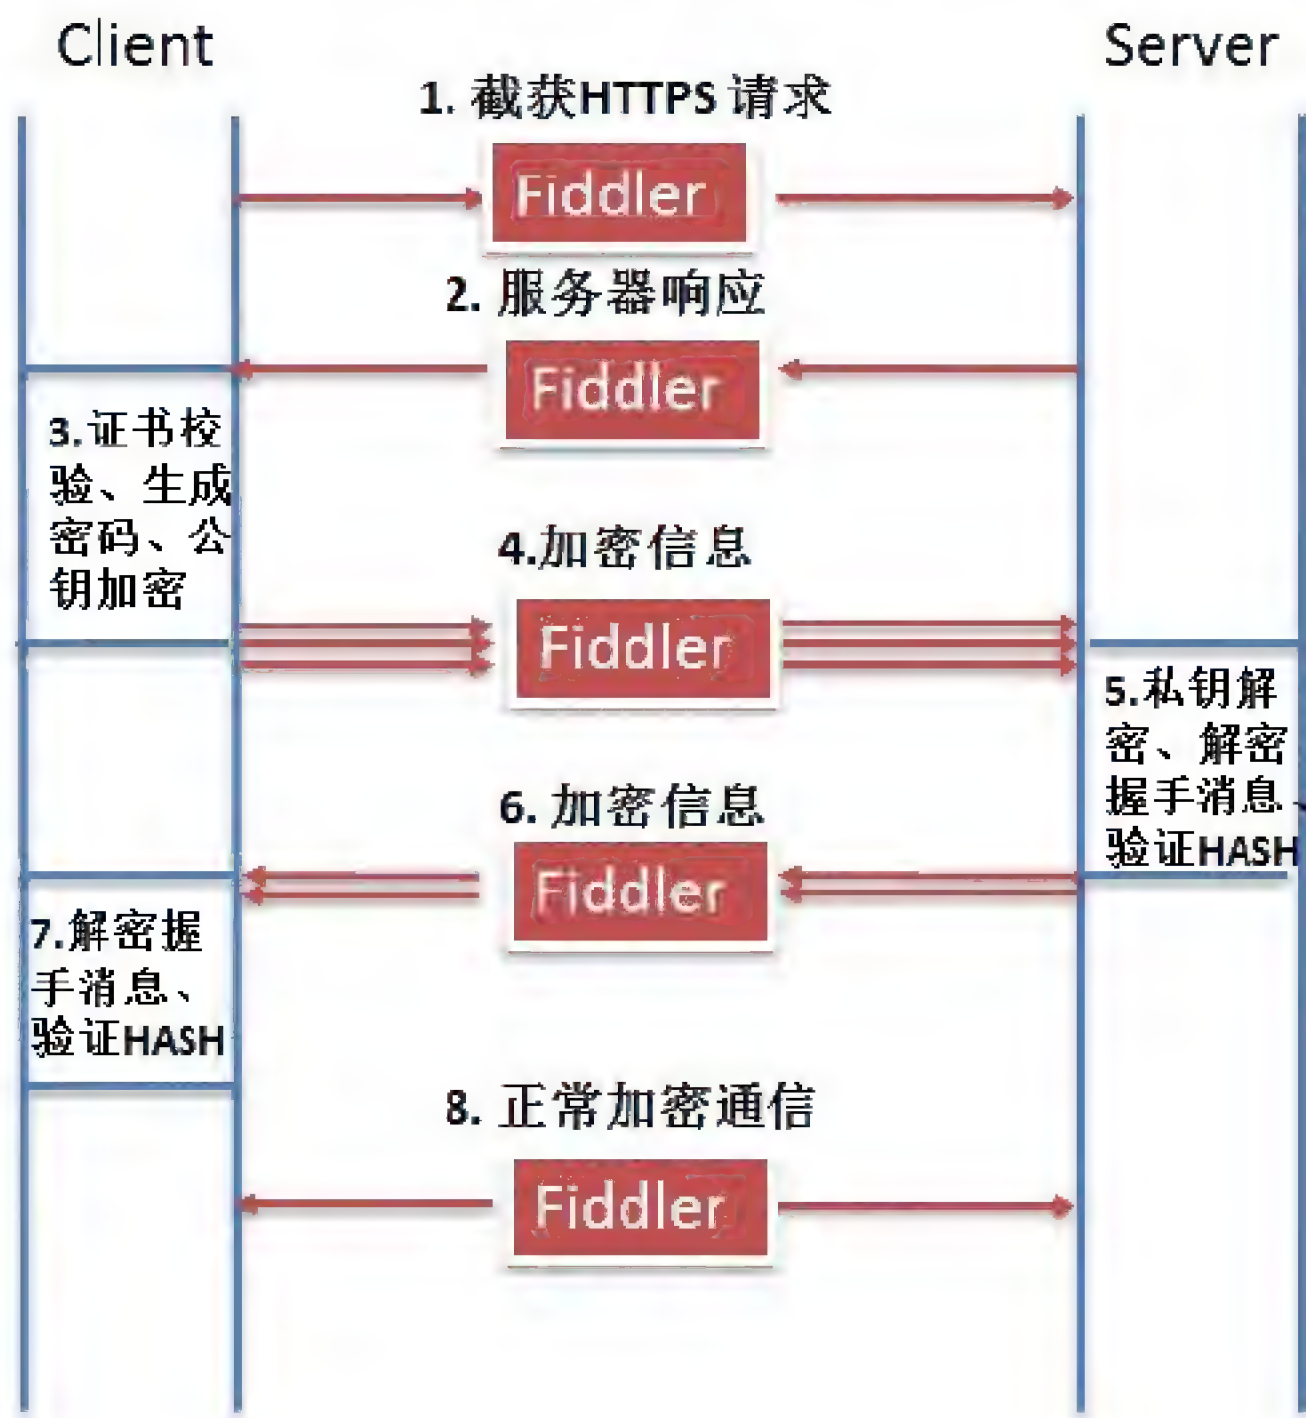 Client
Server
1. 截获HTTPS 请求
Fiddler
2. 服务器响应
Fiddler
3.证书校
验、生成
密码、公
钥加密
4.加密信息
Fiddler
5.私钥解
密、解密
握手消息、
验证HASH
6. 加密信息
Fiddler
7.解密握
手消息、
验证HASH
8. 正常加密通信
Fiddler